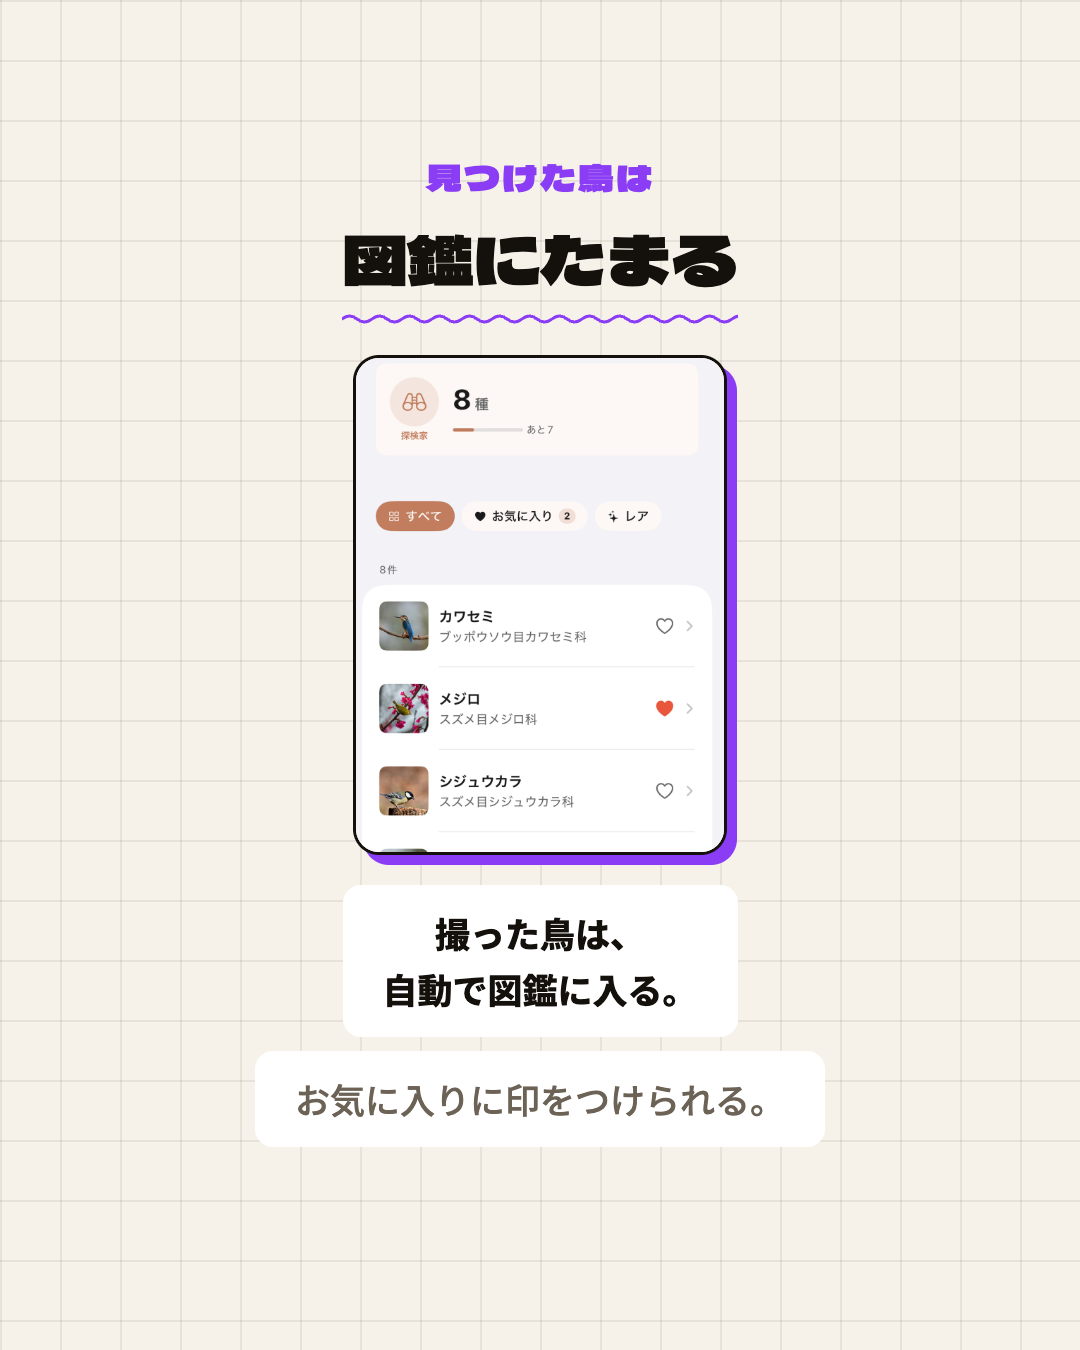 見つけた鳥は
図鑑にたまる
8種
あと7
探検家
すべて
お気に入り 2
レア
8件
カワセミ
ブッポウソウ目カワセミ科
メジロ
スズメ目メジロ科
シジュウカラ
スズメ目シジュウカラ科
撮った鳥は、
自動で図鑑に入る。
お気に入りに印をつけられる。